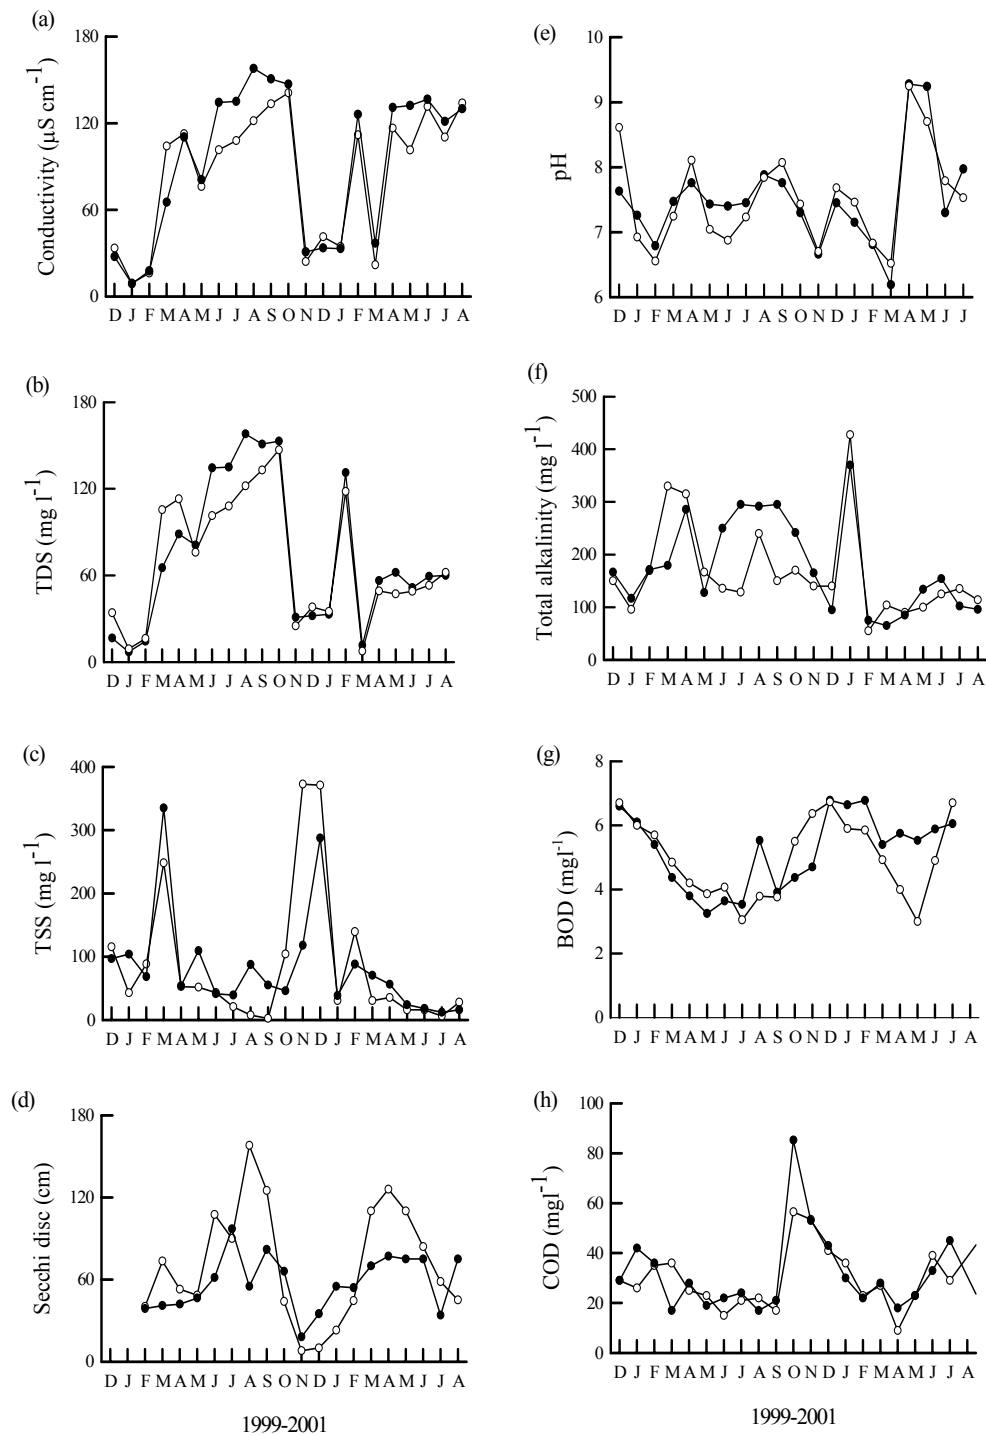 (a)
180
120
60
0
Conductivity (μS cm⁻¹)
D J F M A M J J A S O N D J F M A M J J A
(b)
180
120
60
0
TDS (mg l⁻¹)
D J F M A M J J A S O N D J F M A M J J A
(c)
400
300
200
100
0
TSS (mg l⁻¹)
D J F M A M J J A S O N D J F M A M J J A
(d)
180
120
60
0
Secchi disc (cm)
D J F M A M J J A S O N D J F M A M J J A
1999-2001
(e)
10
9
8
7
6
pH
D J F M A M J J A S O N D J F M A M J J
(f)
500
400
300
200
100
0
Total alkalinity (mg l⁻¹)
D J F M A M J J A S O N D J F M A M J J A
(g)
8
6
4
2
0
BOD (mgl⁻¹)
D J F M A M J J A S O N D J F M A M J J A
(h)
100
80
60
40
20
0
COD (mgl⁻¹)
D J F M A M J J A S O N D J F M A M J J A
1999-2001